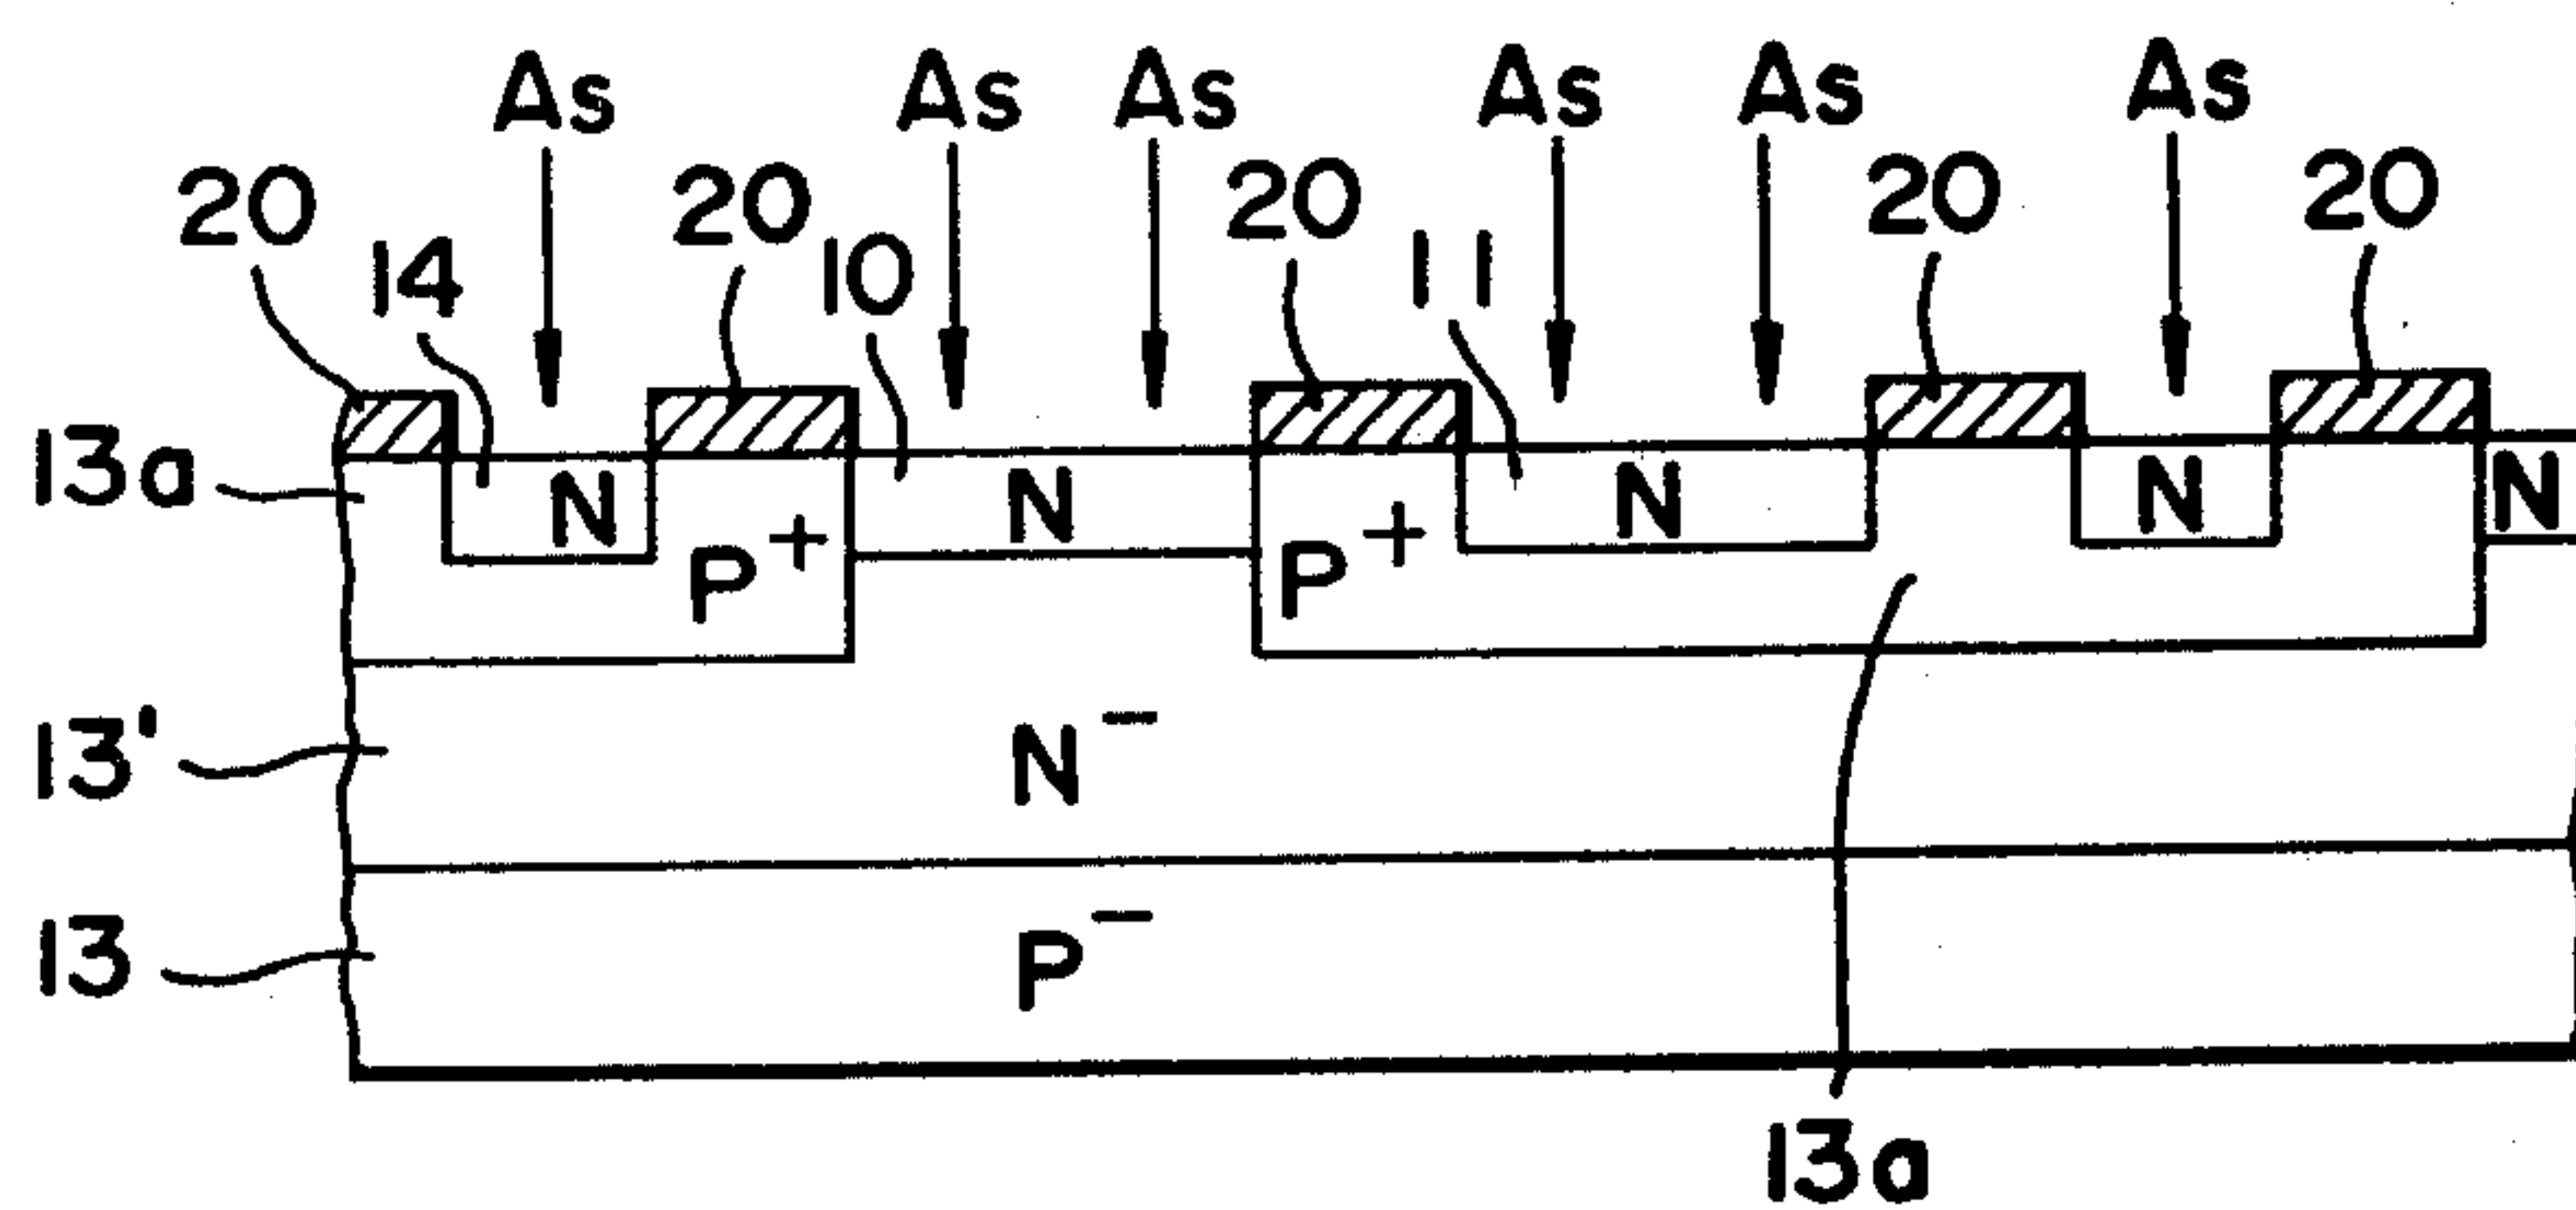 As As As As As As
20 20 20 20 20
14 10 11
13a N N N N N
P+ P+
13' N−
13 P−
13a